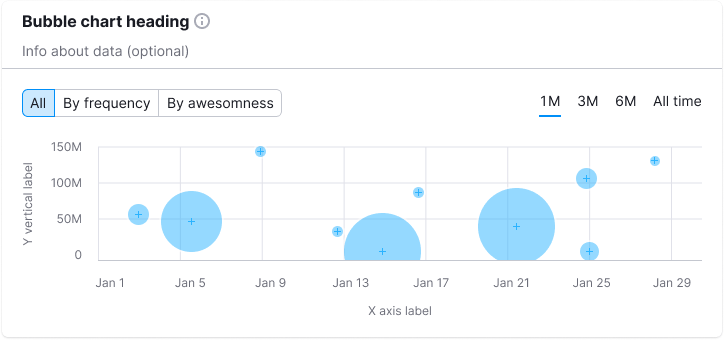 Bubble chart heading
Info about data (optional)
All By frequency By awesomness 1M 3M 6M All time
Y vertical label
150M
100M
50M
0
Jan 1 Jan 5 Jan 9 Jan 13 Jan 17 Jan 21 Jan 25 Jan 29
X axis label